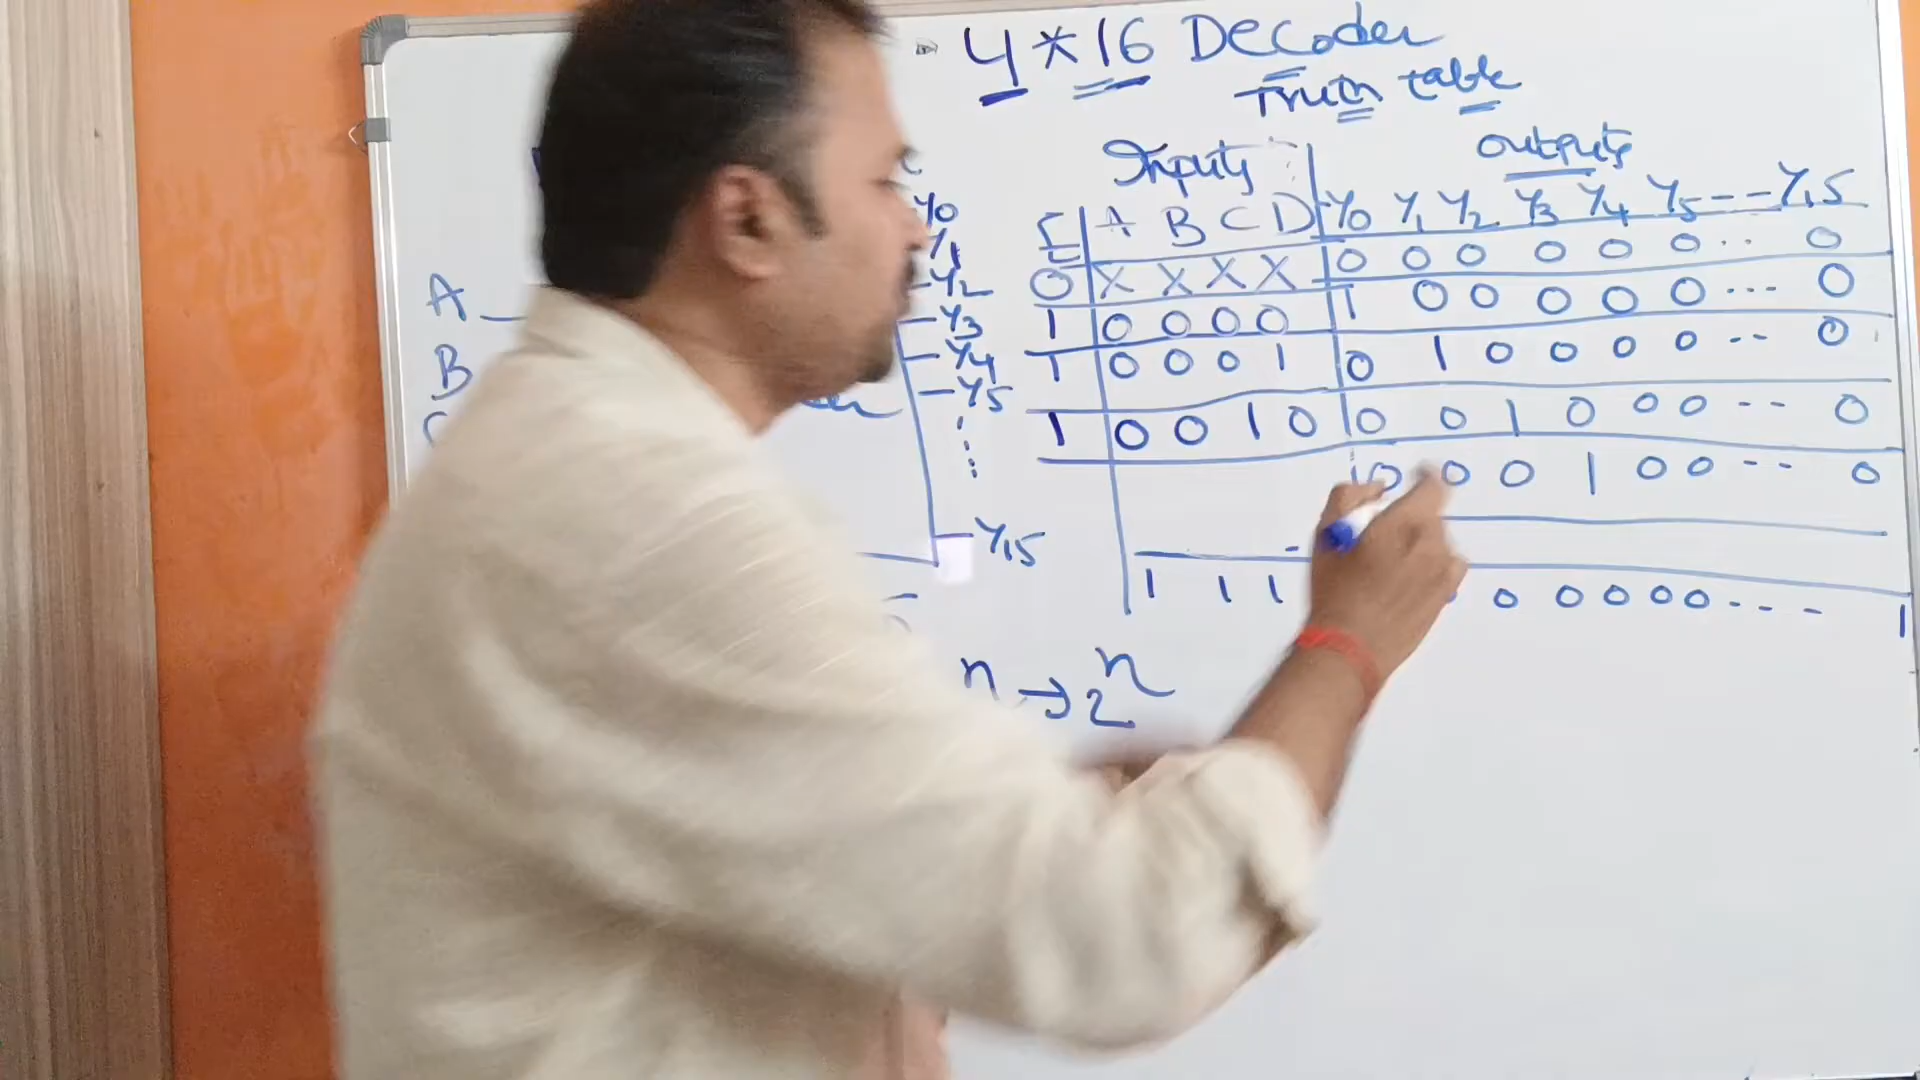 4 * 16 Decoder
Truth table
Inputs Outputs
E A B C D Y0 Y1 Y2 Y3 Y4 Y5 -- Y15
0 X X X X 0 0 0 0 0 0 .. 0
1 0 0 0 0 1 0 0 0 0 0 --- 0
1 0 0 0 1 0 1 0 0 0 0 -- 0
1 0 0 1 0 0 0 1 0 0 0 -- 0
0 0 0 1 0 0 -- 0
1 1 1 0 0 0 0 0 ---- 1
A
B
C
Y0
Y1
Y2
Y3
Y4
Y5
Y15
n → 2ⁿ